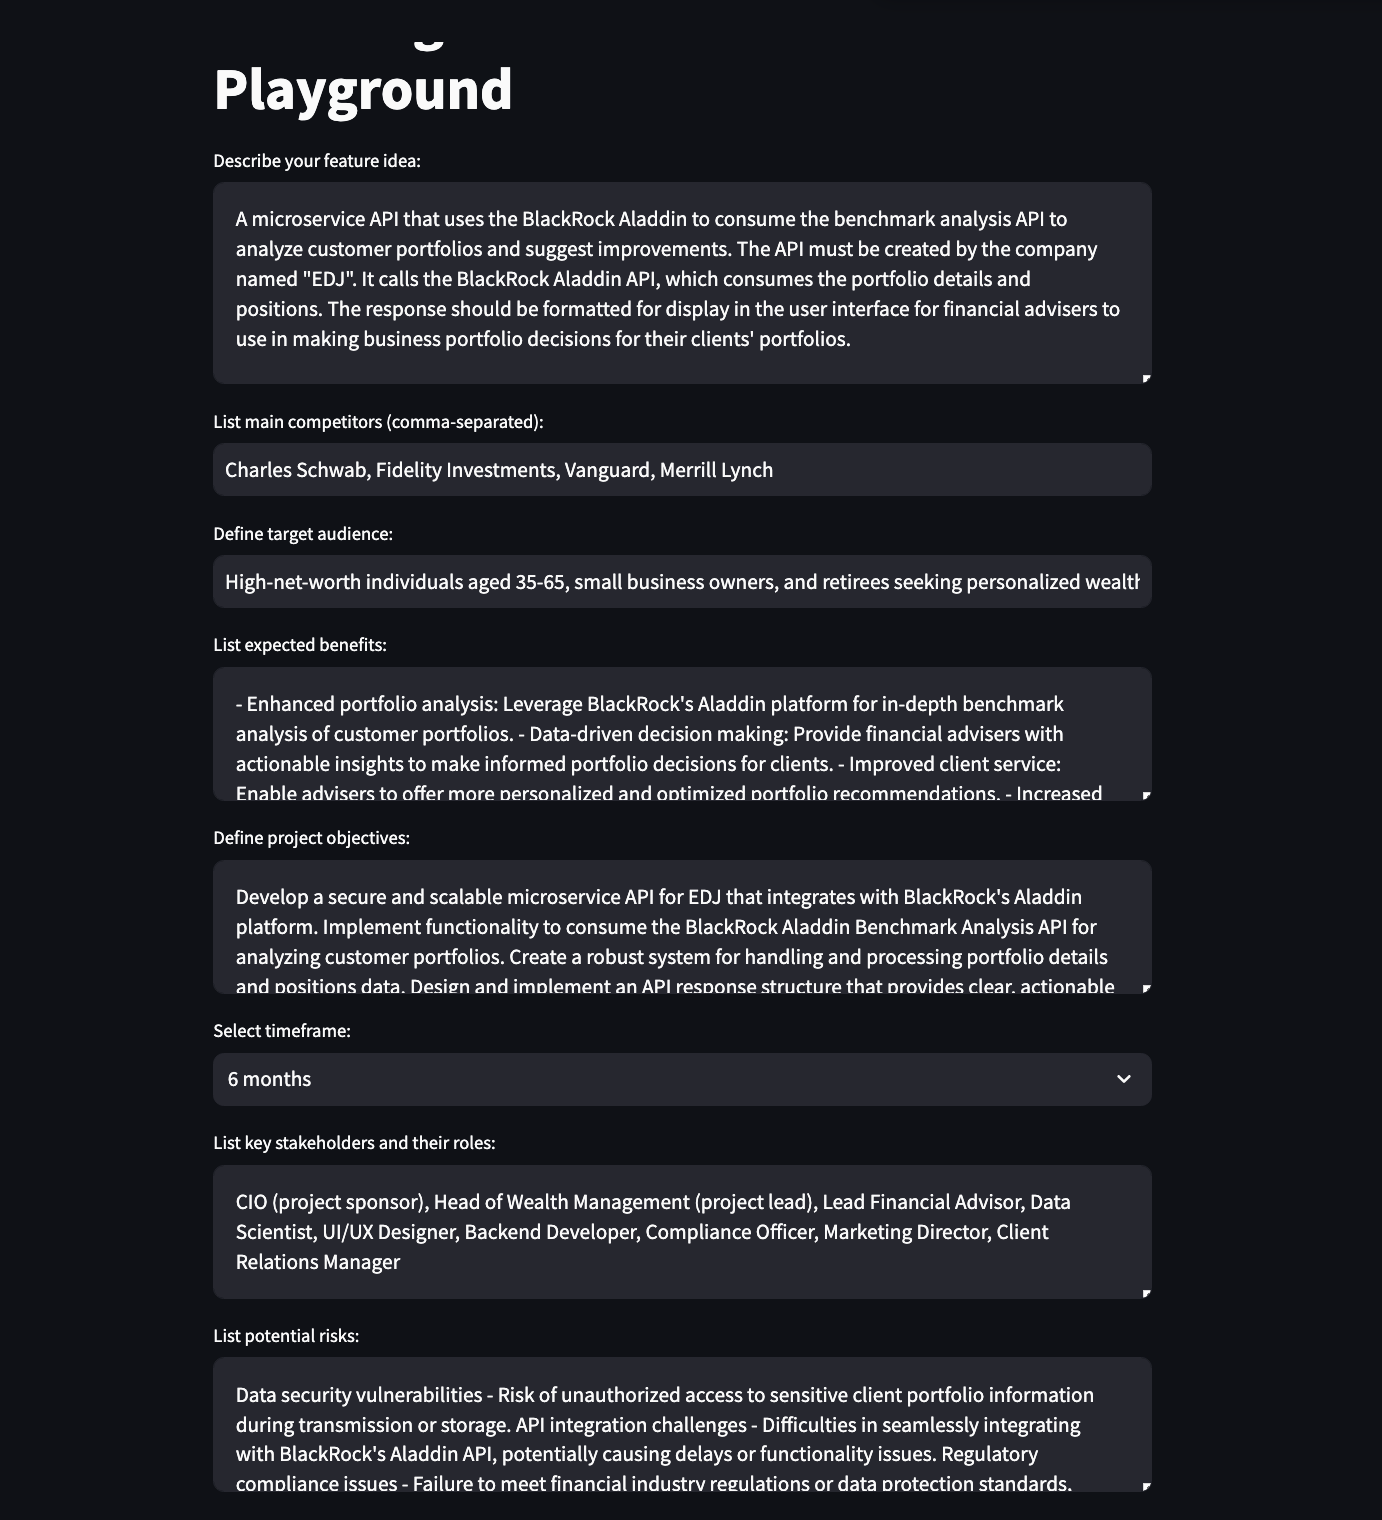 Playground
Describe your feature idea:
A microservice API that uses the BlackRock Aladdin to consume the benchmark analysis API to
analyze customer portfolios and suggest improvements. The API must be created by the company
named "EDJ". It calls the BlackRock Aladdin API, which consumes the portfolio details and
positions. The response should be formatted for display in the user interface for financial advisers to
use in making business portfolio decisions for their clients' portfolios.
List main competitors (comma-separated):
Charles Schwab, Fidelity Investments, Vanguard, Merrill Lynch
Define target audience:
High-net-worth individuals aged 35-65, small business owners, and retirees seeking personalized wealth
List expected benefits:
- Enhanced portfolio analysis: Leverage BlackRock's Aladdin platform for in-depth benchmark
analysis of customer portfolios. - Data-driven decision making: Provide financial advisers with
actionable insights to make informed portfolio decisions for clients. - Improved client service:
Enable advisers to offer more personalized and optimized portfolio recommendations. - Increased
Define project objectives:
Develop a secure and scalable microservice API for EDJ that integrates with BlackRock's Aladdin
platform. Implement functionality to consume the BlackRock Aladdin Benchmark Analysis API for
analyzing customer portfolios. Create a robust system for handling and processing portfolio details
and positions data. Design and implement an API response structure that provides clear, actionable
Select timeframe:
6 months
List key stakeholders and their roles:
CIO (project sponsor), Head of Wealth Management (project lead), Lead Financial Advisor, Data
Scientist, UI/UX Designer, Backend Developer, Compliance Officer, Marketing Director, Client
Relations Manager
List potential risks:
Data security vulnerabilities - Risk of unauthorized access to sensitive client portfolio information
during transmission or storage. API integration challenges - Difficulties in seamlessly integrating
with BlackRock's Aladdin API, potentially causing delays or functionality issues. Regulatory
compliance issues - Failure to meet financial industry regulations or data protection standards,